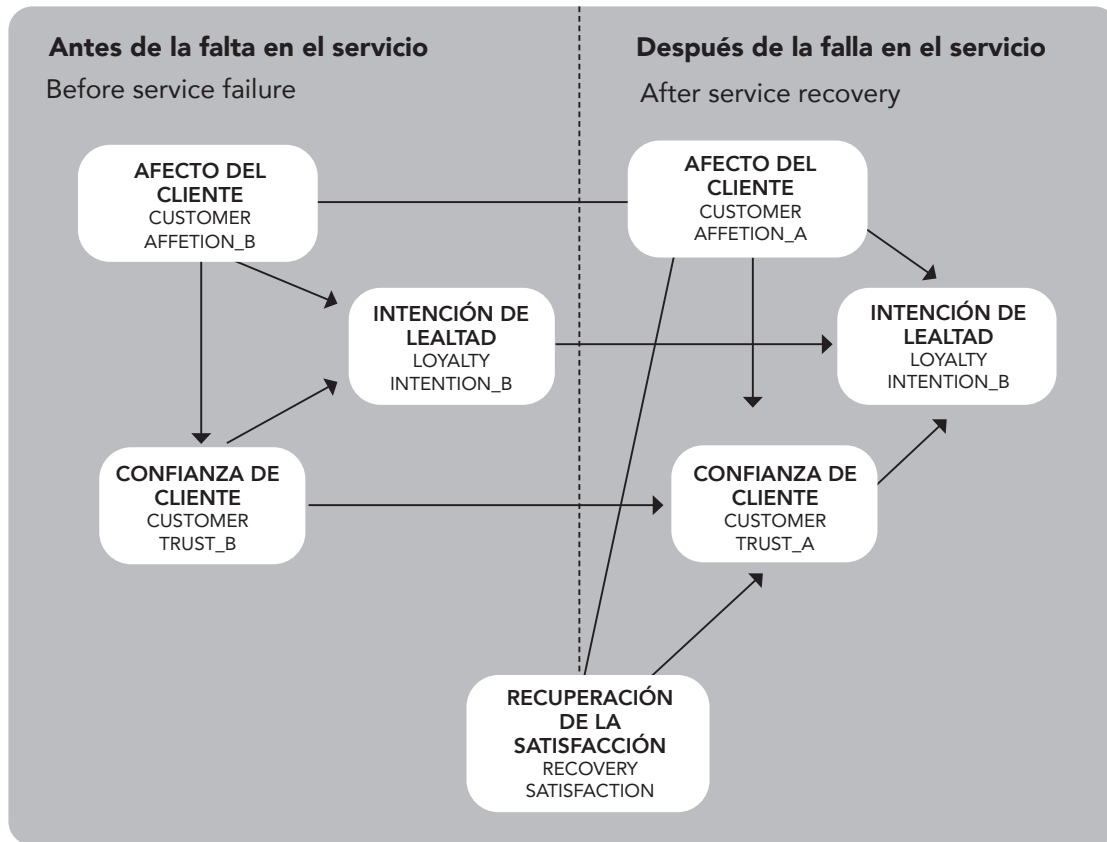 Antes de la falta en el servicio
Before service failure
Después de la falla en el servicio
After service recovery
AFECTO DEL
CLIENTE
CUSTOMER
AFFETION_B
AFECTO DEL
CLIENTE
CUSTOMER
AFFETION_A
INTENCIÓN DE
LEALTAD
LOYALTY
INTENTION_B
INTENCIÓN DE
LEALTAD
LOYALTY
INTENTION_B
CONFIANZA DE
CLIENTE
CUSTOMER
TRUST_B
CONFIANZA DE
CLIENTE
CUSTOMER
TRUST_A
RECUPERACIÓN
DE LA
SATISFACCIÓN
RECOVERY
SATISFACTION